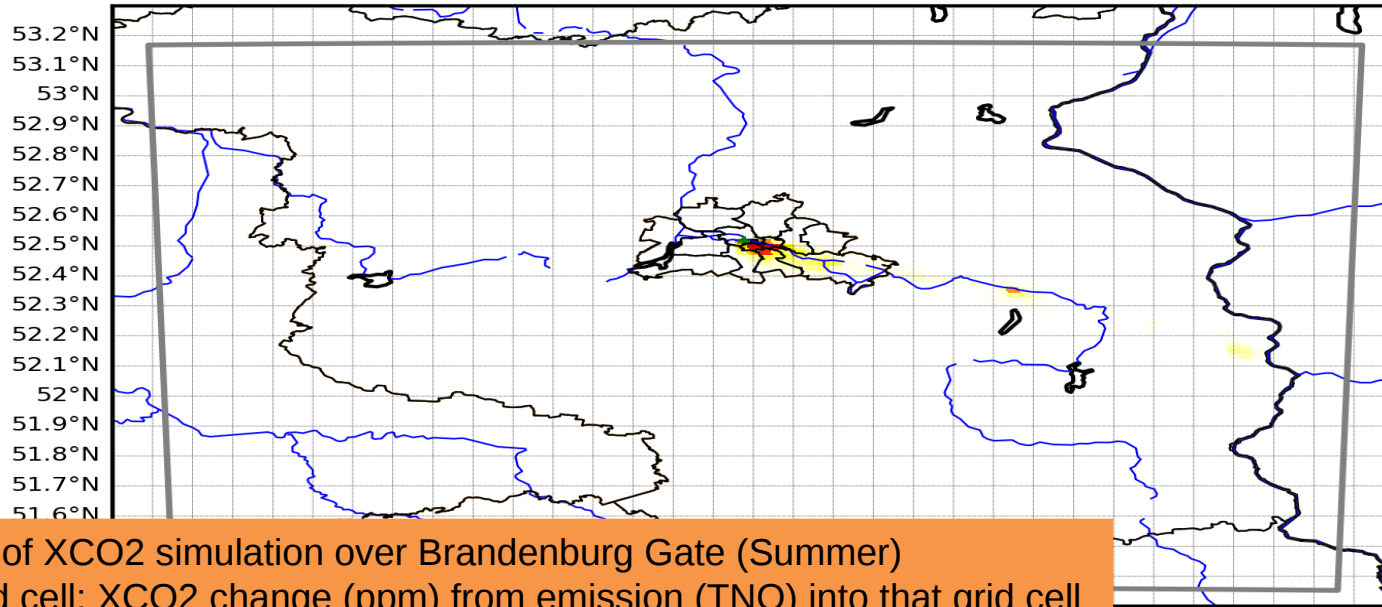 53.2°N
53.1°N
53°N
52.9°N
52.8°N
52.7°N
52.6°N
52.5°N
52.4°N
52.3°N
52.2°N
52.1°N
52°N
51.9°N
51.8°N
51.7°N
51.6°N
of XCO2 simulation over Brandenburg Gate (Summer)
cell: XCO2 change (ppm) from emission (TNO) into that grid cell